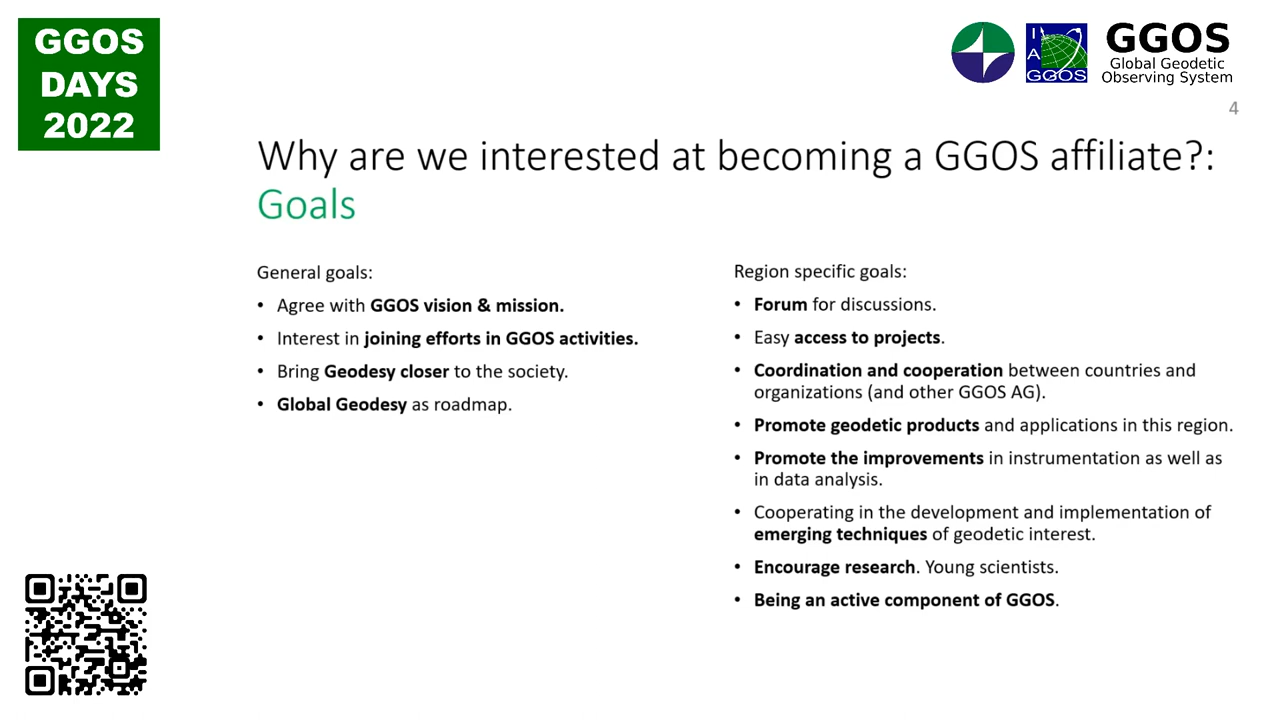 GGOS
DAYS
2022
I
A
GGOS
GGOS
Global Geodetic
Observing System
4
Why are we interested at becoming a GGOS affiliate?:
Goals
General goals:
• Agree with GGOS vision & mission.
• Interest in joining efforts in GGOS activities.
• Bring Geodesy closer to the society.
• Global Geodesy as roadmap.
Region specific goals:
• Forum for discussions.
• Easy access to projects.
• Coordination and cooperation between countries and
organizations (and other GGOS AG).
• Promote geodetic products and applications in this region.
• Promote the improvements in instrumentation as well as
in data analysis.
• Cooperating in the development and implementation of
emerging techniques of geodetic interest.
• Encourage research. Young scientists.
• Being an active component of GGOS.